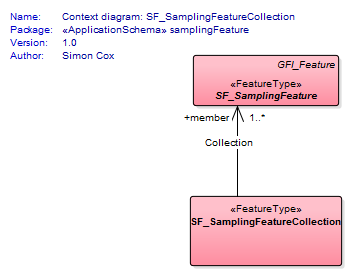 Name: Context diagram: SF_SamplingFeatureCollection
Package: «ApplicationSchema» samplingFeature
Version: 1.0
Author: Simon Cox
GFI_Feature
«FeatureType»
SF_SamplingFeature
+member 1..*
Collection
«FeatureType»
SF_SamplingFeatureCollection